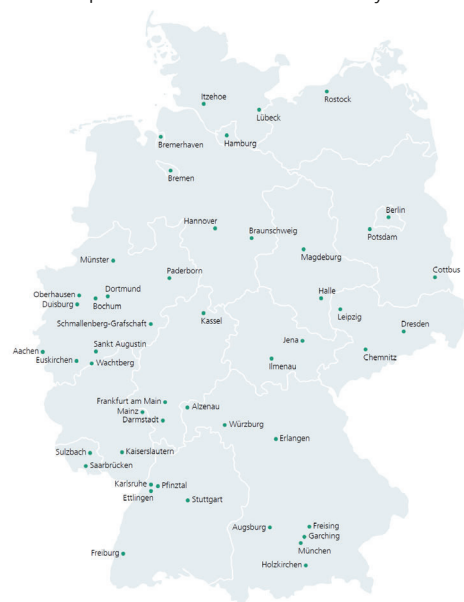 Itzehoe
Rostock
Lübeck
Bremerhaven
Hamburg
Bremen
Berlin
Hannover
Braunschweig
Potsdam
Magdeburg
Münster
Cottbus
Paderborn
Oberhausen
Dortmund
Halle
Duisburg
Bochum
Leipzig
Schmallenberg-Grafschaft
Kassel
Dresden
Jena
Sankt Augustin
Aachen
Chemnitz
Euskirchen
Wachtberg
Ilmenau
Frankfurt am Main
Alzenau
Mainz
Darmstadt
Würzburg
Erlangen
Sulzbach
Kaiserslautern
Saarbrücken
Karlsruhe
Pfinztal
Ettlingen
Stuttgart
Augsburg
Freising
Garching
München
Freiburg
Holzkirchen